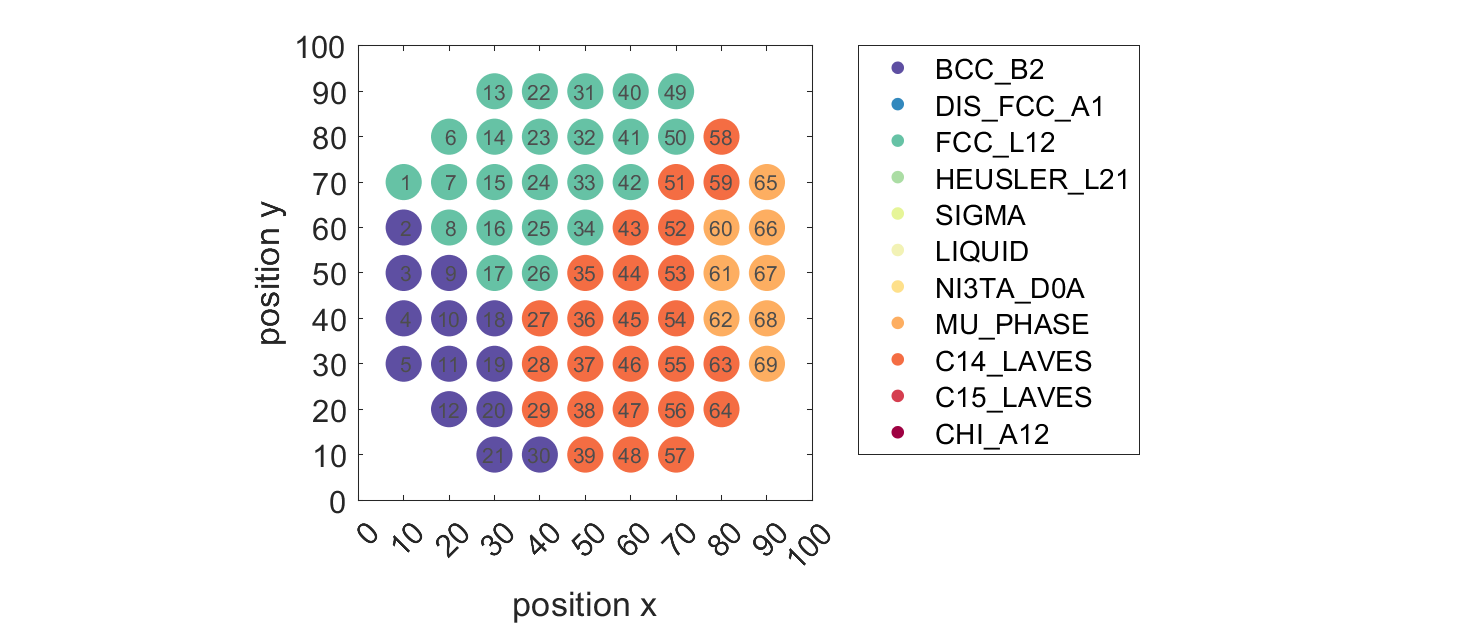 100
90
80
70
60
50
40
30
20
10
0
position y
13 22 31 40 49
6 14 23 32 41 50 58
1 7 15 24 33 42 51 59 65
2 8 16 25 34 43 52 60 66
3 9 17 26 35 44 53 61 67
4 10 18 27 36 45 54 62 68
5 11 19 28 37 46 55 63 69
12 20 29 38 47 56 64
21 30 39 48 57
0 10 20 30 40 50 60 70 80 90 100
position x
BCC_B2
DIS_FCC_A1
FCC_L12
HEUSLER_L21
SIGMA
LIQUID
NI3TA_D0A
MU_PHASE
C14_LAVES
C15_LAVES
CHI_A12